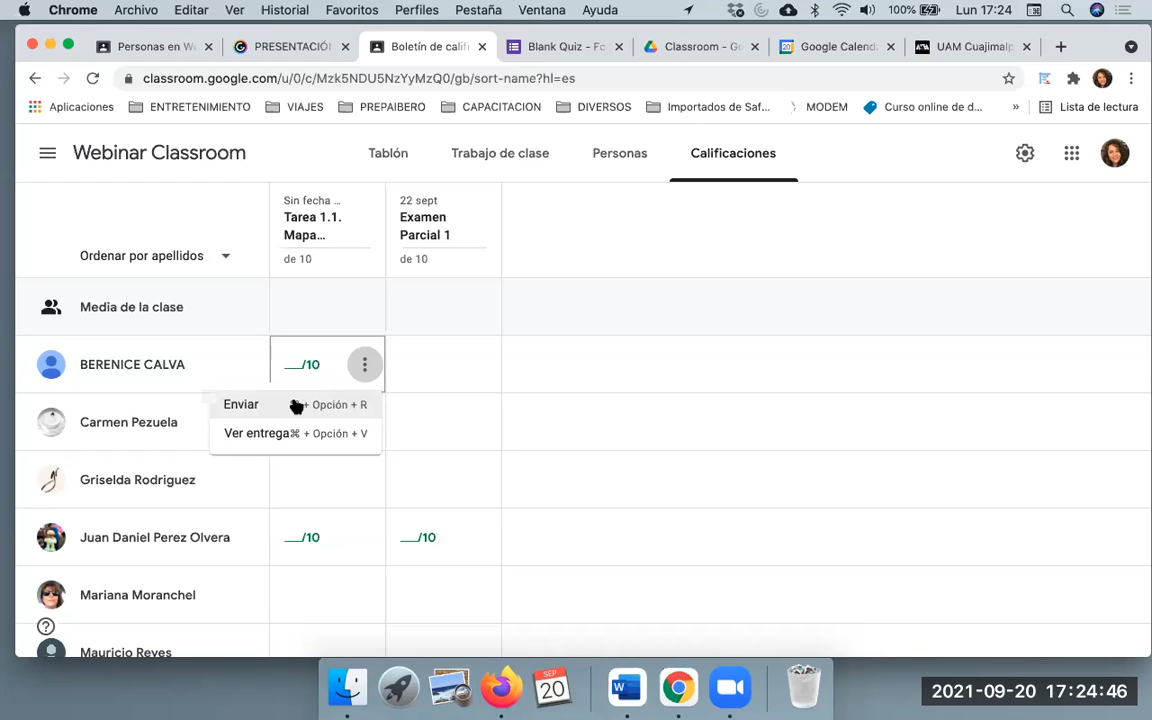 Chrome Archivo Editar Ver Historial Favoritos Perfiles Pestaña Ventana Ayuda 100% Lun 17:24
Personas en W Boletín de calif Blank Quiz - Fo Classroom - Go Google Calend UAM Cuajimalp
PRESENTACIÓN
classroom.google.com/u/0/c/Mzk5NDU5NzYyMzQ0/gb/sort-name?hl=es
Aplicaciones ENTRETENIMIENTO VIAJES PREPAIBERO CAPACITACION DIVERSOS Importados de Saf... MODEM Curso online de d... » Lista de lectura
Webinar Classroom Tablón Trabajo de clase Personas Calificaciones
Sin fecha ... 22 sept
Tarea 1.1. Examen
Mapa... Parcial 1
Ordenar por apellidos de 10 de 10
Media de la clase
BERENICE CALVA __/10
Enviar + Opción + R
Carmen Pezuela
Ver entrega ⌘ + Opción + V
Griselda Rodriguez
Juan Daniel Perez Olvera __/10 __/10
Mariana Moranchel
Mauricio Reyes
SEP
20
W
2021-09-20 17:24:46